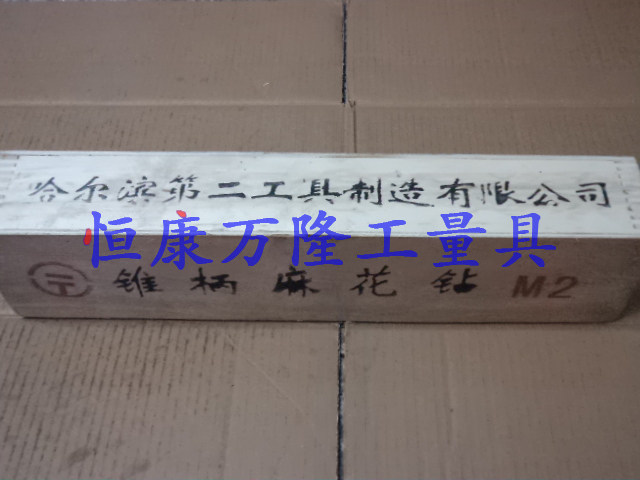 哈尔滨第二工具制造有限公司
恒康万隆工量具
锥柄麻花钻 M2